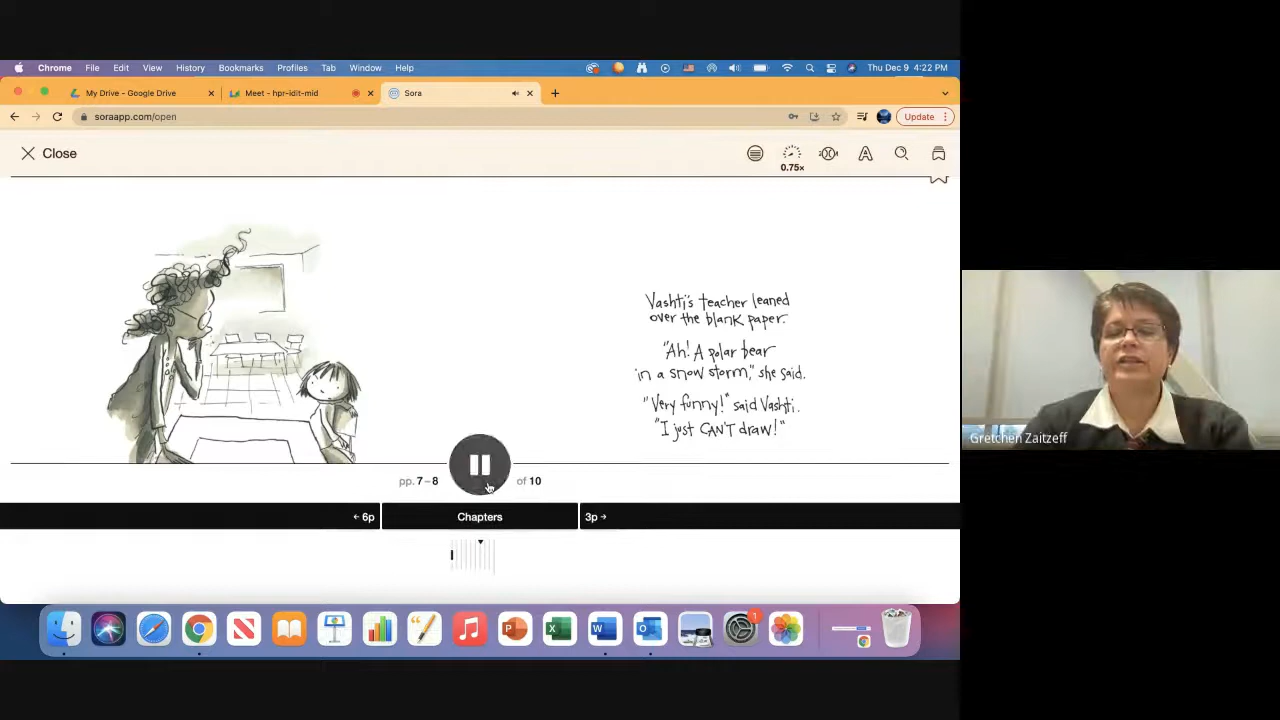 Chrome File Edit View History Bookmarks Profiles Tab Window Help Thu Dec 9 4:22 PM
My Drive - Google Drive Meet - hpr-idit-mid Sora
soraapp.com/open Update
Close
0.75x
Vashti's teacher leaned
over the blank paper.
"Ah! A polar bear
in a snow storm," she said.
"Very funny!" said Vashti.
"I just CAN'T draw!"
Gretchen Zaitzeff
pp. 7–8 of 10
← 6p Chapters 3p →
1